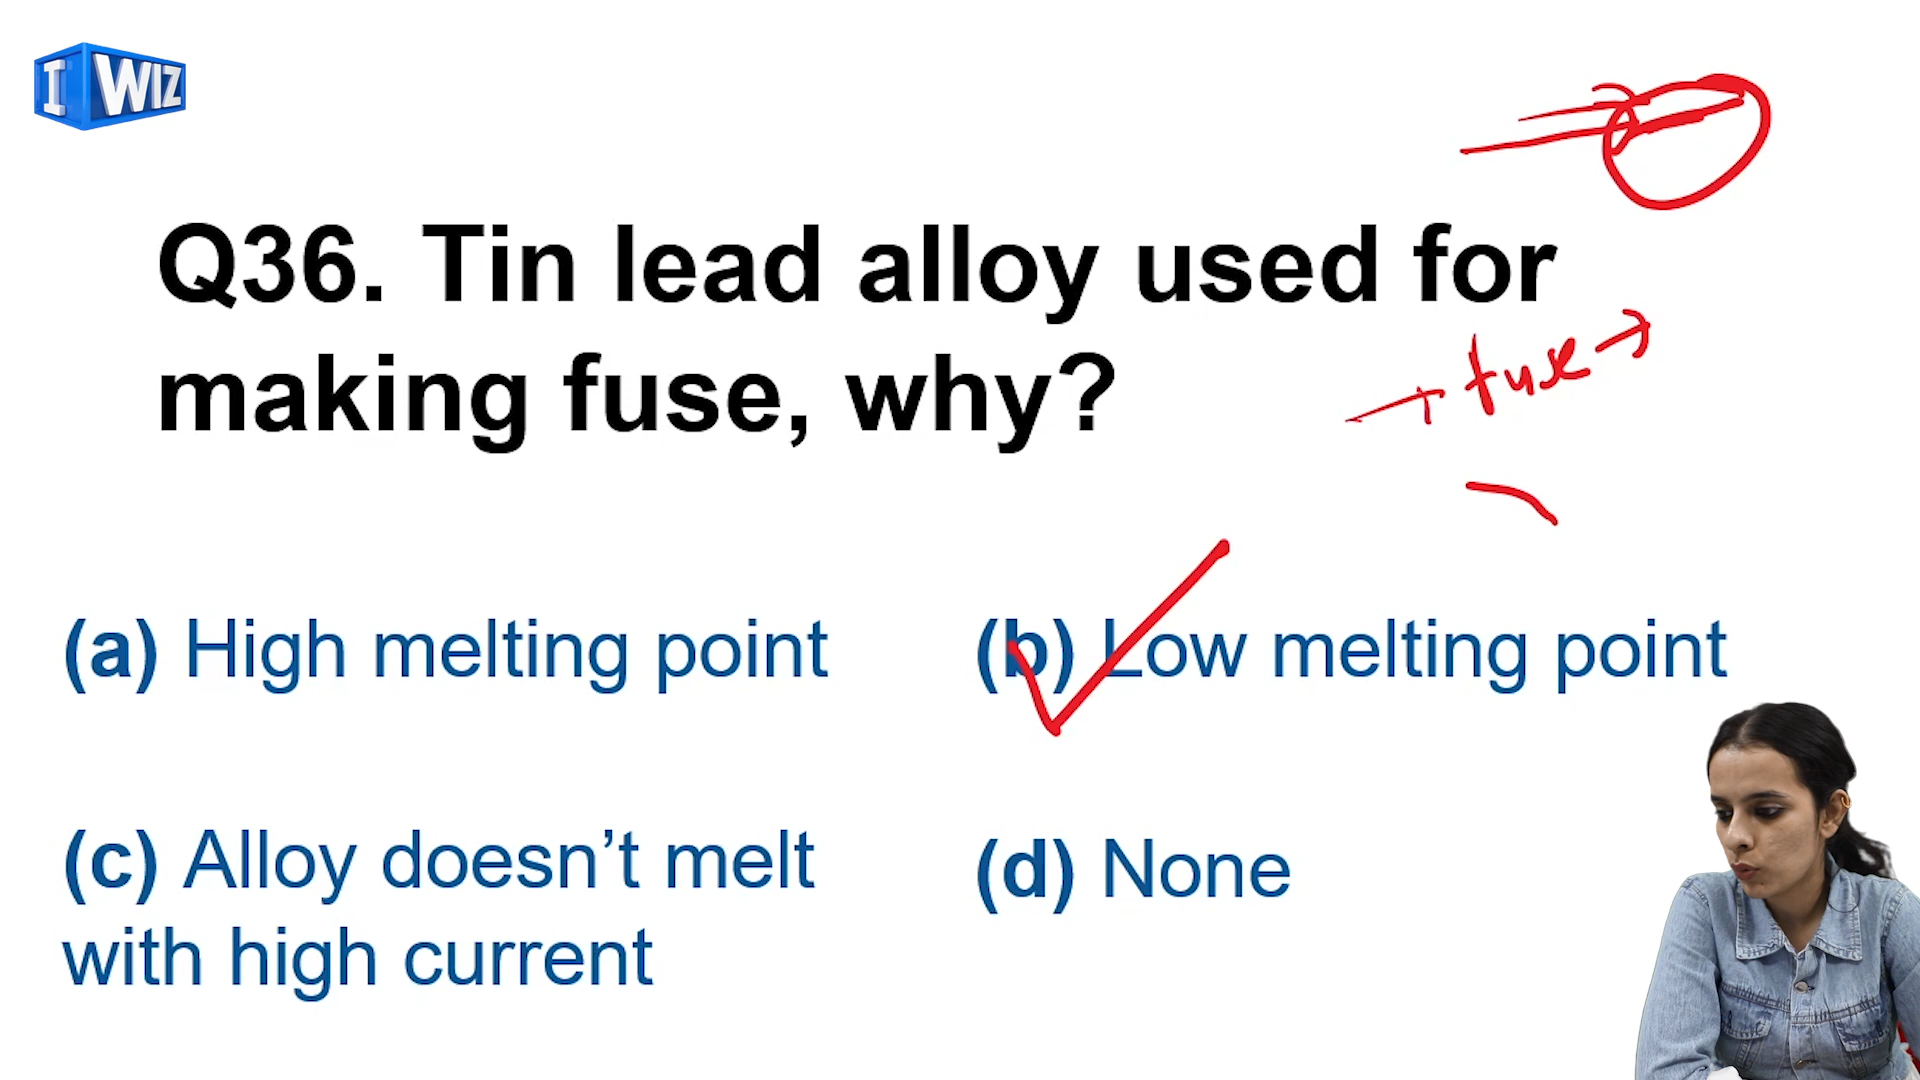 I WIZ
Q36. Tin lead alloy used for
making fuse, why?
→ fuse →
(a) High melting point
(b) Low melting point
(c) Alloy doesn’t melt
with high current
(d) None